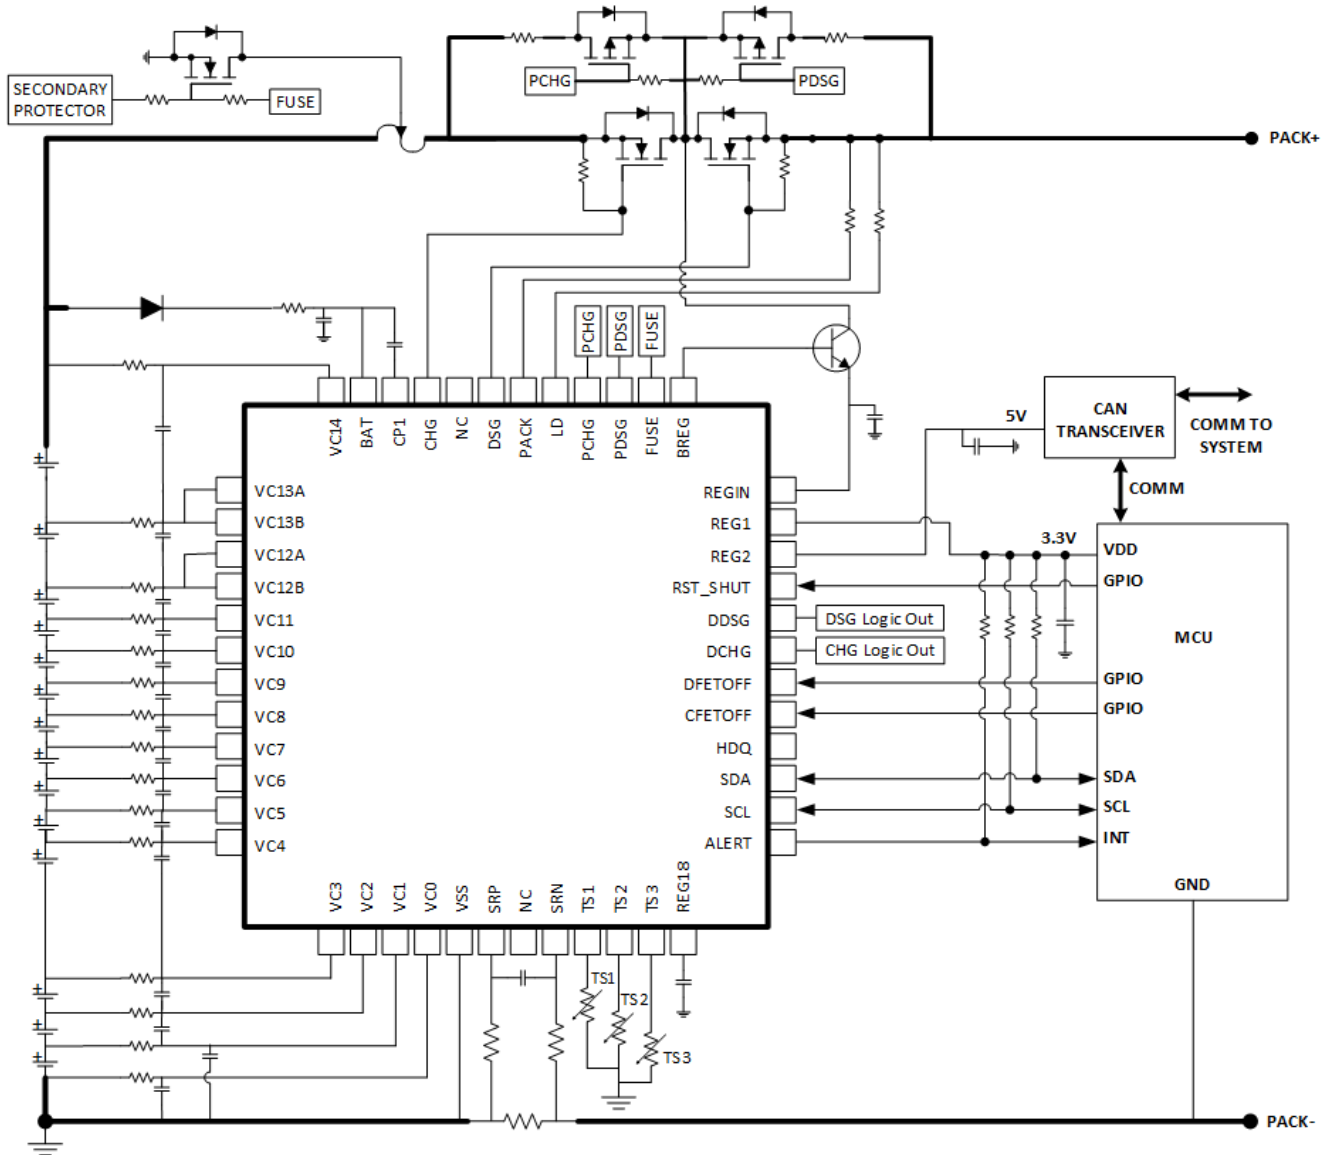 SECONDARY
PROTECTOR
FUSE
PCHG
PDSG
PACK+
PCHG
PDSG
FUSE
VC14
BAT
CP1
CHG
NC
DSG
PACK
LD
PCHG
PDSG
FUSE
BREG
CAN
TRANSCEIVER
5V
COMM TO
SYSTEM
COMM
VC13A
VC13B
VC12A
VC12B
VC11
VC10
VC9
VC8
VC7
VC6
VC5
VC4
REGIN
REG1
REG2
RST_SHUT
DDSG
DCHG
DFETOFF
CFETOFF
HDQ
SDA
SCL
ALERT
DSG Logic Out
CHG Logic Out
3.3V
VDD
GPIO
MCU
GPIO
GPIO
SDA
SCL
INT
GND
VC3
VC2
VC1
VC0
VSS
SRP
NC
SRN
TS1
TS2
TS3
REG18
TS1
TS2
TS3
PACK-
+
+
+
+
+
+
+
+
+
+
+
+
+
+